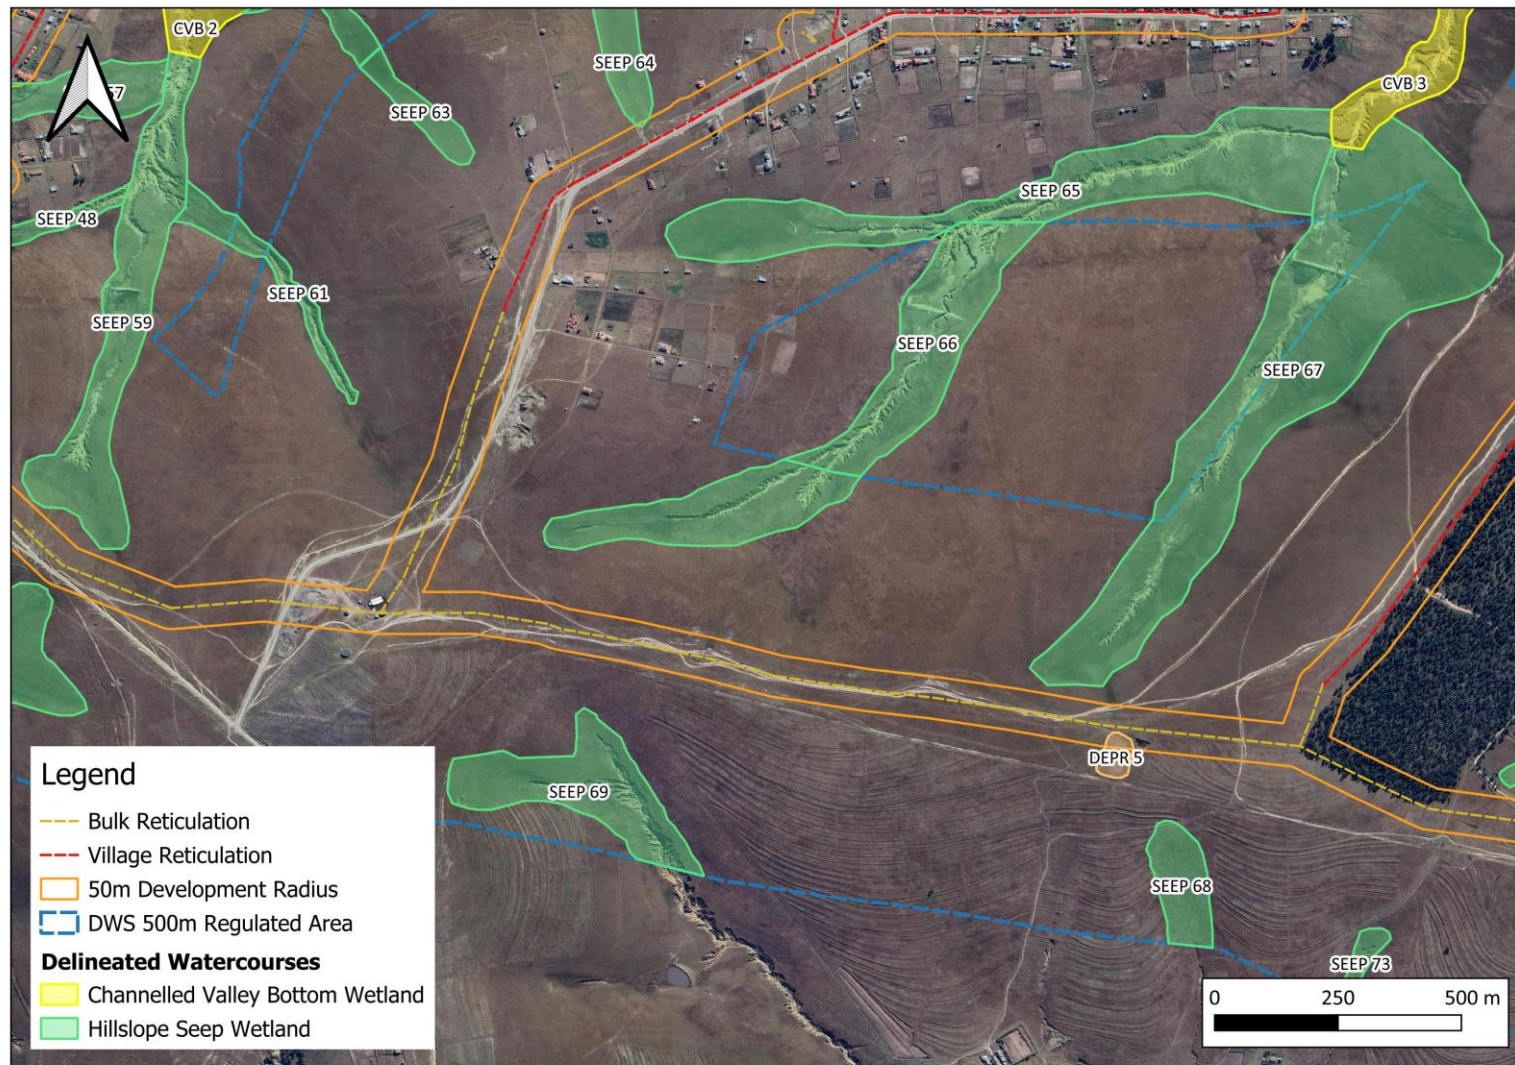 CVB 2
SEEP 64
CVB 3
SEEP 63
SEEP 65
SEEP 48
SEEP 61
SEEP 59
SEEP 66
SEEP 67
DEPR 5
SEEP 69
SEEP 68
SEEP 73
Legend
Bulk Reticulation
Village Reticulation
50m Development Radius
DWS 500m Regulated Area
Delineated Watercourses
Channelled Valley Bottom Wetland
Hillslope Seep Wetland
0 250 500 m